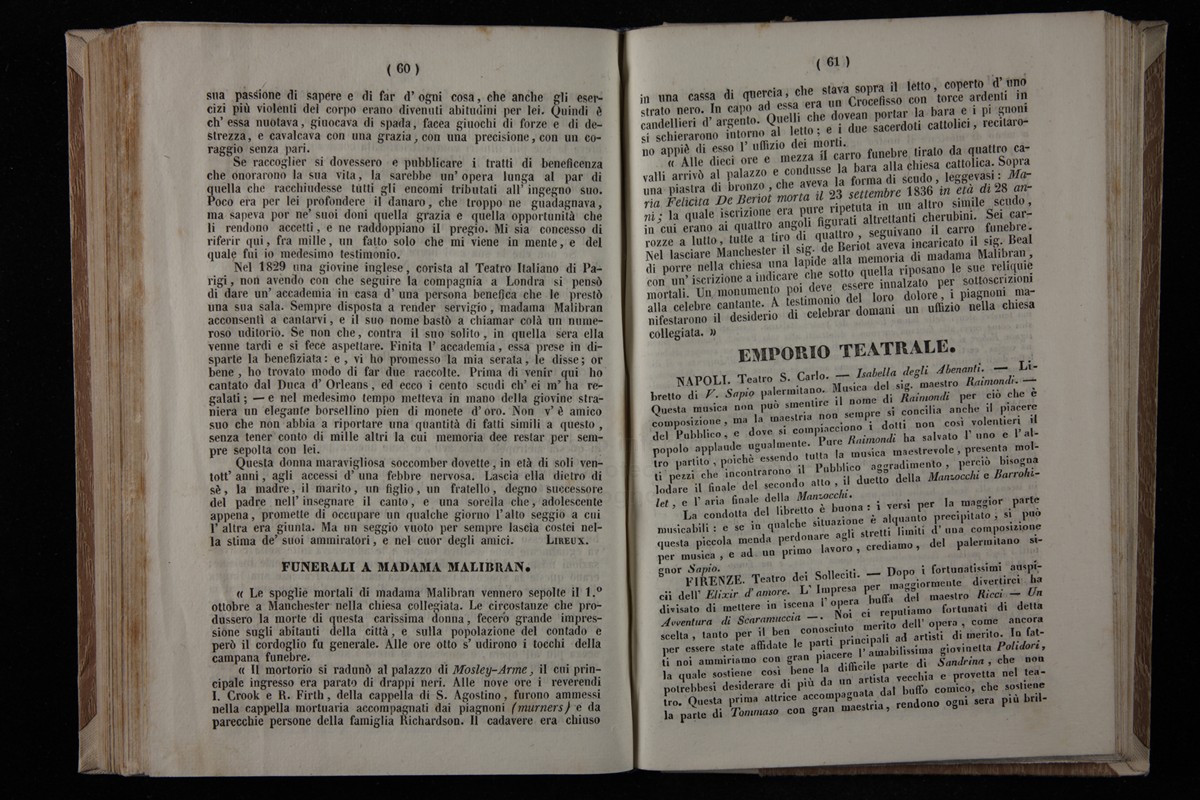 ( 60 )
sua passione di sapere e di far d' ogni cosa, che anche gli eser-
cizi più violenti del corpo erano divenuti abitudini per lei. Quindi è
ch' essa nuotava, giuocava di spada, facea giuochi di forze e di de-
strezza, e cavalcava con una grazia, con una precisione, con un co-
raggio senza pari.
Se raccoglier si dovessero e pubblicare i tratti di beneficenza
che onorarono la sua vita, la sarebbe un' opera lunga al par di
quella che racchiudesse tutti gli encomi tributati all' ingegno suo.
Poco era per lei profondere il danaro, che troppo ne guadagnava,
ma sapeva por ne' suoi doni quella grazia e quella opportunità che
li rendono accetti, e ne raddoppiano il pregio. Mi sia concesso di
riferir qui, fra mille, un fatto solo che mi viene in mente, e del
quale fui io medesimo testimonio.
Nel 1829 una giovine inglese, corista al Teatro Italiano di Pa-
rigi, non avendo con che seguire la compagnia a Londra si pensò
di dare un' accademia in casa d' una persona benefica che le prestò
una sua sala. Sempre disposta a render servigio, madama Malibran
acconsentì a cantarvi, e il suo nome bastò a chiamar colà un nume-
roso uditorio. Se non che, contra il suo solito, in quella sera ella
venne tardi e si fece aspettare. Finita l' accademia, essa prese in di-
sparte la benefiziata: e, vi ho promesso la mia serata, le disse; or
bene, ho trovato modo di far due raccolte. Prima di venir qui ho
cantato dal Duca d' Orleans, ed ecco i cento scudi ch' ei m' ha re-
galati; — e nel medesimo tempo metteva in mano della giovine stra-
niera un elegante borsellino pien di monete d' oro. Non v' è amico
suo che non abbia a riportare una quantità di fatti simili a questo,
senza tener conto di mille altri la cui memoria dee restar per sem-
pre sepolta con lei.
Questa donna maravigliosa soccomber dovette, in età di soli ven-
tott' anni, agli accessi d' una febbre nervosa. Lascia ella dietro di
sè, la madre, il marito, un figlio, un fratello, degno successore
del padre nell' insegnare il canto, e una sorella che, adolescente
appena, promette di occupare un qualche giorno l' alto seggio a cui
l' altra era giunta. Ma un seggio vuoto per sempre lascia costei nel-
la stima de' suoi ammiratori, e nel cuor degli amici. LIREUX.
FUNERALI A MADAMA MALIBRAN.
« Le spoglie mortali di madama Malibran vennero sepolte il 1.°
ottobre a Manchester nella chiesa collegiata. Le circostanze che pro-
dussero la morte di questa carissima donna, fecero grande impres-
sione sugli abitanti della città, e sulla popolazione del contado e
però il cordoglio fu generale. Alle ore otto s' udirono i tocchi della
campana funebre.
« Il mortorio si radunò al palazzo di Mosley-Arme, il cui prin-
cipale ingresso era parato di drappi neri. Alle nove ore i reverendi
I. Crook e R. Firth, della cappella di S. Agostino, furono ammessi
nella cappella mortuaria accompagnati dai piagnoni (murners) e da
parecchie persone della famiglia Richardson. Il cadavere era chiuso
( 61 )
in una cassa di quercia, che stava sopra il letto, coperto d' uno
strato nero. In capo ad essa era un Crocefisso con torce ardenti in
candellieri d' argento. Quelli che dovean portar la bara e i pi gnoni
si schierarono intorno al letto; e i due sacerdoti cattolici, recitaro-
no appiè di esso l' uffizio dei morti.
« Alle dieci ore e mezza il carro funebre tirato da quattro ca-
valli arrivò al palazzo e condusse la bara alla chiesa cattolica. Sopra
una piastra di bronzo, che aveva la forma di scudo, leggevasi: Ma-
ria Felicita De Beriot morta il 23 settembre 1836 in età di 28 an-
ni; la quale iscrizione era pure ripetuta in un altro simile scudo,
in cui erano ai quattro angoli figurati altrettanti cherubini. Sei car-
rozze a lutto, tutte a tiro di quattro, seguivano il carro funebre.
Nel lasciare Manchester il sig. de Beriot aveva incaricato il sig. Beal
di porre nella chiesa una lapide alla memoria di madama Malibran,
con un' iscrizione a indicare che sotto quella riposano le sue reliquie
mortali. Un monumento poi deve essere innalzato per sottoscrizioni
alla celebre cantante. A testimonio del loro dolore, i piagnoni ma-
nifestarono il desiderio di celebrar domani un uffizio nella chiesa
collegiata. »
EMPORIO TEATRALE.
NAPOLI. Teatro S. Carlo. — Isabella degli Abenanti. — Li-
bretto di V. Sapio palermitano. Musica del sig. maestro Raimondi. —
Questa musica non può smentire il nome di Raimondi per ciò che è
composizione, ma la maestria non sempre si concilia anche il piacere
del Pubblico, e dove si compiacciono i dotti non così volentieri il
popolo applaude ugualmente. Pure Raimondi ha salvato l' uno e l' al-
tro partito, poichè essendo tutta la musica maestrevole, presenta mol-
ti pezzi che incontrarono il Pubblico aggradimento, perciò bisogna
lodare il finale del secondo atto, il duetto della Manzocchi e Barrohi-
let, e l' aria finale della Manzocchi.
La condotta del libretto è buona: i versi per la maggior parte
musicabili: e se in qualche situazione è alquanto precipitato, si può
questa piccola menda perdonare agli stretti limiti d' una composizione
per musica, e ad un primo lavoro, crediamo, del palermitano si-
gnor Sapio.
FIRENZE. Teatro dei Solleciti. — Dopo i fortunatissimi auspi-
cii dell' Elixir d' amore. L' Impresa per maggiormente divertirci ha
divisato di mettere in iscena l' opera buffa del maestro Ricci — Un
Avventura di Scaramuccia —. Noi ci reputiamo fortunati di detta
scelta, tanto per il ben conosciuto merito dell' opera, come ancora
per essere state affidate le parti principali ad artisti di merito. In fat-
ti noi ammiriamo con gran piacere l' amabilissima giovinetta Polidori,
la quale sostiene così bene la difficile parte di Sandrina, che non
potrebbesi desiderare di più da un artista vecchia e provetta nel tea-
tro. Questa prima attrice accompagnata dal buffo comico, che sostiene
la parte di Tommaso con gran maestria, rendono ogni sera più bril-